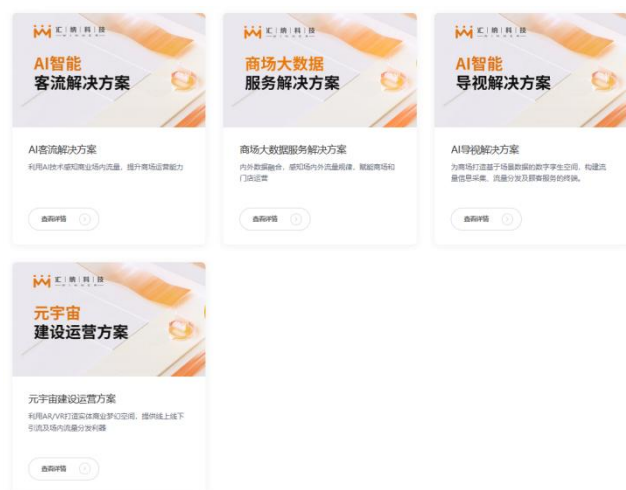 汇|纳|科|技
AI智能
客流解决方案
AI客流解决方案
利用AI技术感知商业场内流量，提升商场运营能力
查看详情
汇|纳|科|技
商场大数据
服务解决方案
商场大数据服务解决方案
内外数据融合，感知场内外流量规律，赋能商场和
门店运营
查看详情
汇|纳|科|技
AI智能
导视解决方案
AI导视解决方案
为商场打造基于场景数据的数字孪生空间，构建流
量信息采集、流量分发及顾客服务的终端。
查看详情
汇|纳|科|技
元宇宙
建设运营方案
元宇宙建设运营方案
利用AR/VR打造实体商业梦幻空间，提供线上线下
引流及场内流量分发利器
查看详情